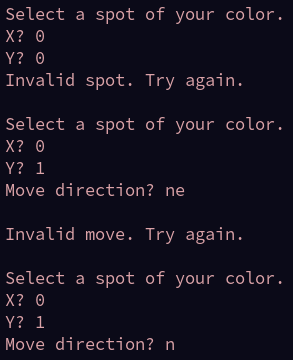 Select a spot of your color.
X? 0
Y? 0
Invalid spot. Try again.
Select a spot of your color.
X? 0
Y? 1
Move direction? ne
Invalid move. Try again.
Select a spot of your color.
X? 0
Y? 1
Move direction? n